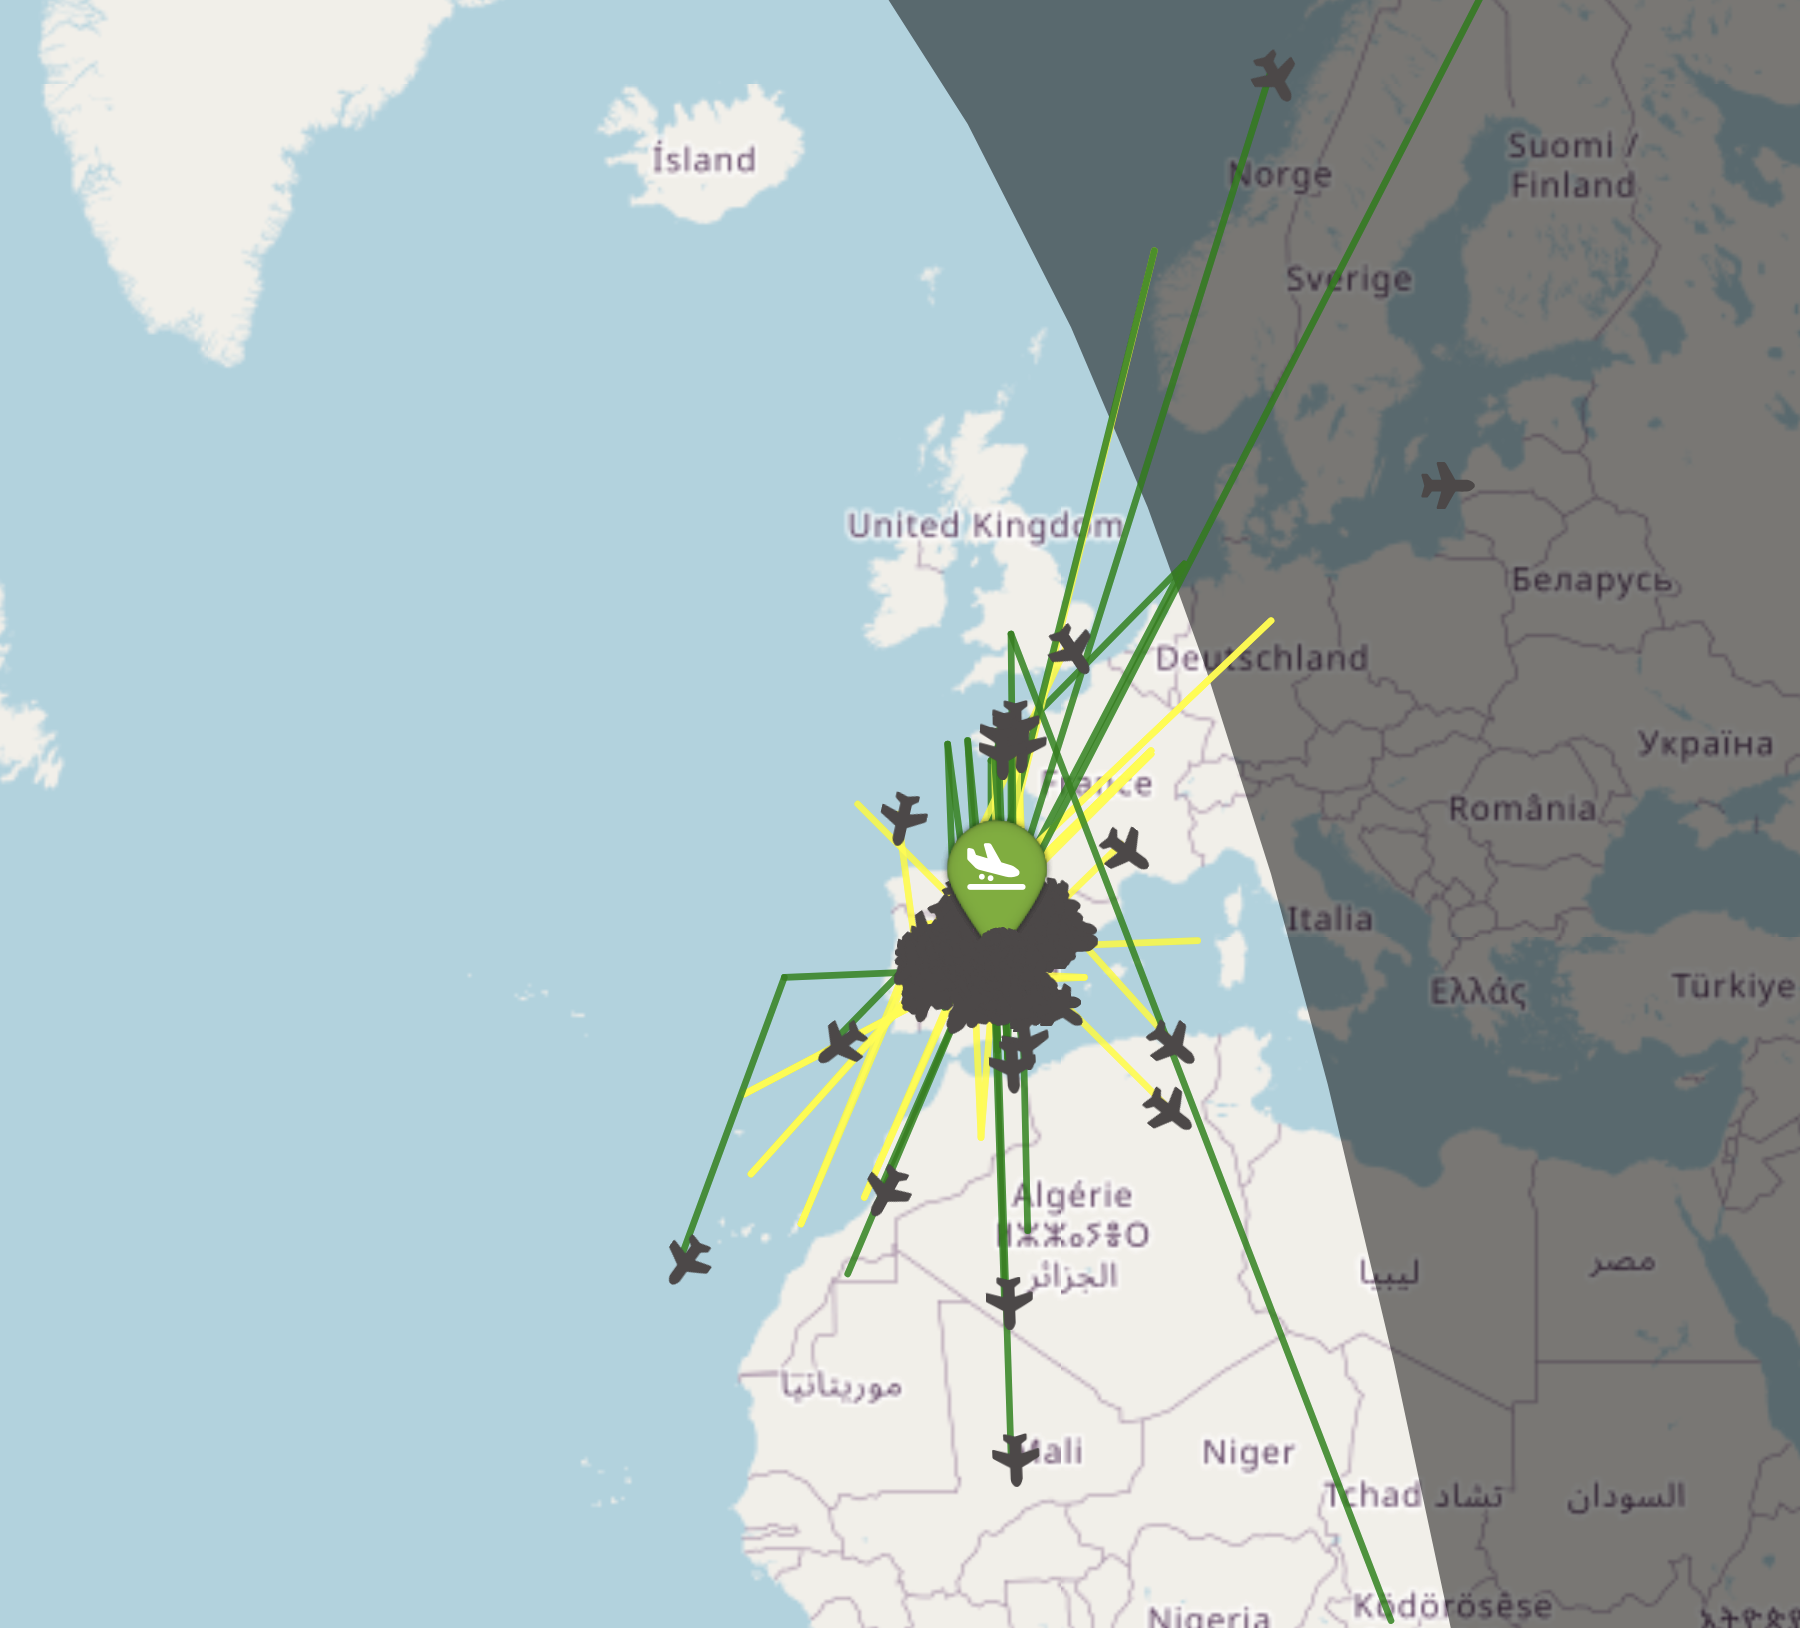 Ísland
Norge
Suomi /
Finland
Sverige
United Kingdom
Беларусь
Deutschland
Україна
France
România
Italia
Ελλάς
Türkiye
Algérie
ⵍⵣⵣⴰⵢⴻⵔ
الجزائر
ليبيا
مصر
موريتانيا
Mali
Niger
Tchad تشاد
السودان
Ködörösêse
Nigeria